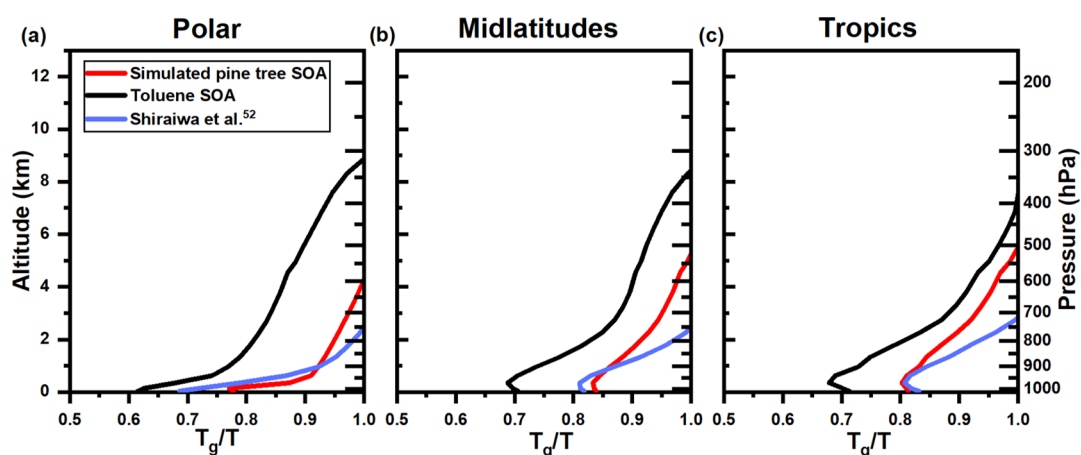 (a)
Polar
(b)
Midlatitudes
(c)
Tropics
Simulated pine tree SOA
Toluene SOA
Shiraiwa et al.52
Altitude (km)
12
10
8
6
4
2
0
200
300
400
500
600
700
800
900
1000
Pressure (hPa)
0.5 0.6 0.7 0.8 0.9 1.0
0.5 0.6 0.7 0.8 0.9 1.0
0.5 0.6 0.7 0.8 0.9 1.0
Tg/T
Tg/T
Tg/T